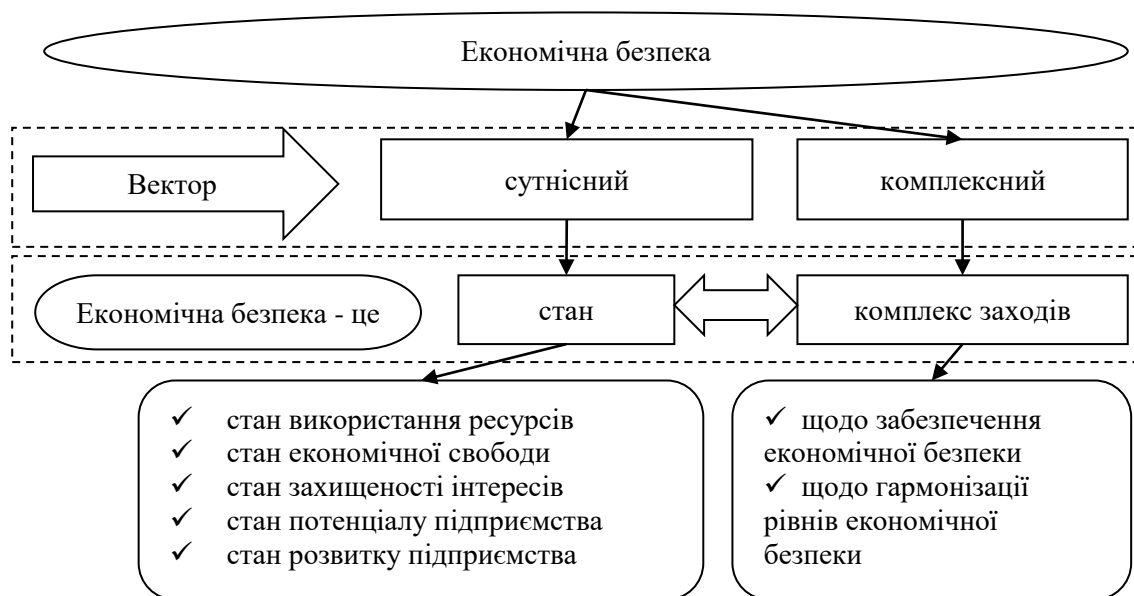 Економічна безпека
Вектор
сутнісний
комплексний
Економічна безпека - це
стан
комплекс заходів
✓ стан використання ресурсів
✓ стан економічної свободи
✓ стан захищеності інтересів
✓ стан потенціалу підприємства
✓ стан розвитку підприємства
✓ щодо забезпечення
економічної безпеки
✓ щодо гармонізації
рівнів економічної
безпеки